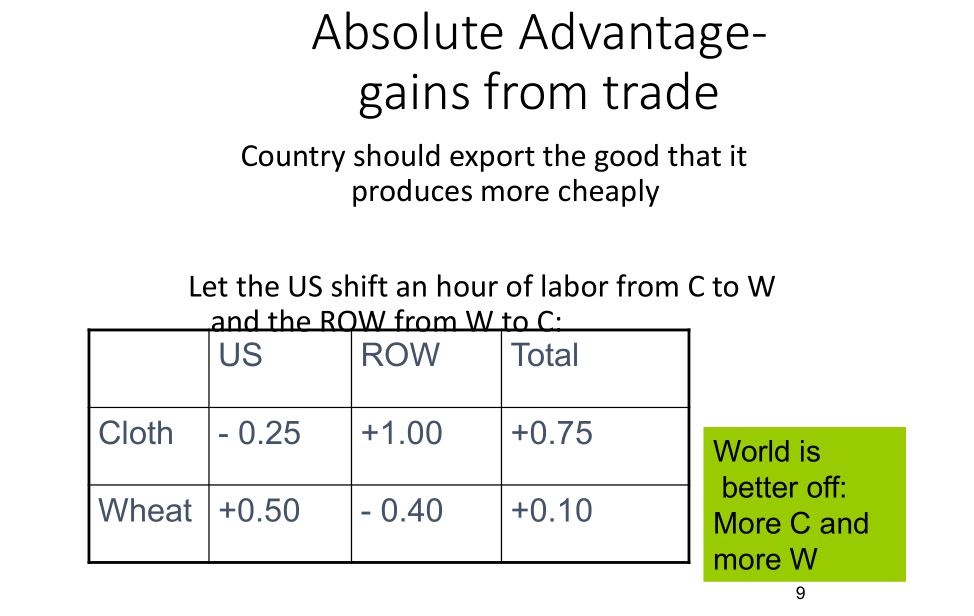 Absolute Advantage-
gains from trade
Country should export the good that it
produces more cheaply
Let the US shift an hour of labor from C to W
and the ROW from W to C:
US ROW Total
Cloth - 0.25 +1.00 +0.75
Wheat +0.50 - 0.40 +0.10
World is
better off:
More C and
more W
9